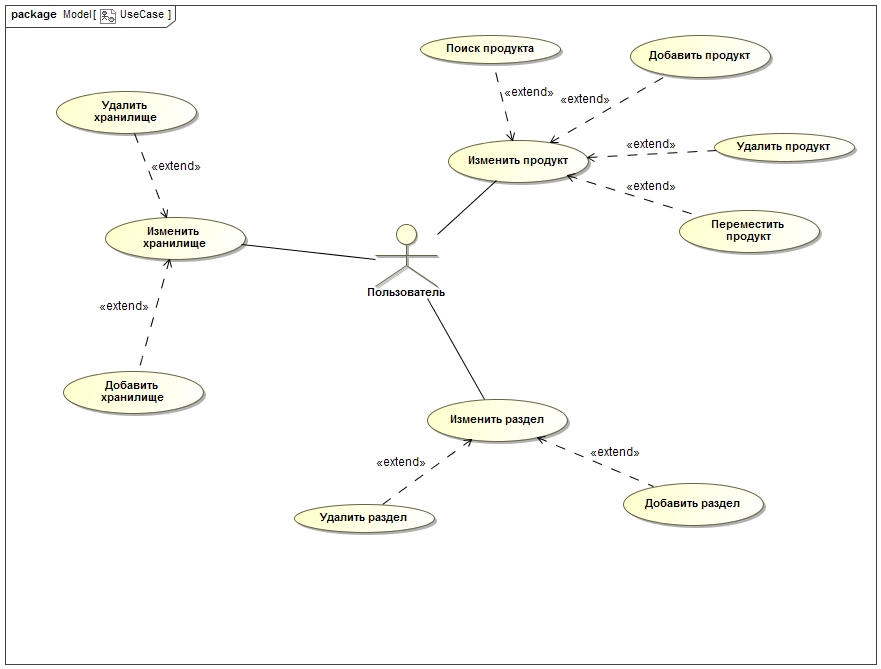 package Model[ UseCase ]
Поиск продукта
Добавить продукт
«extend»
«extend»
Удалить
хранилище
Удалить продукт
«extend»
Изменить продукт
«extend»
«extend»
Переместить
продукт
Изменить
хранилище
Пользователь
«extend»
Добавить
хранилище
Изменить раздел
«extend»
«extend»
Удалить раздел
Добавить раздел